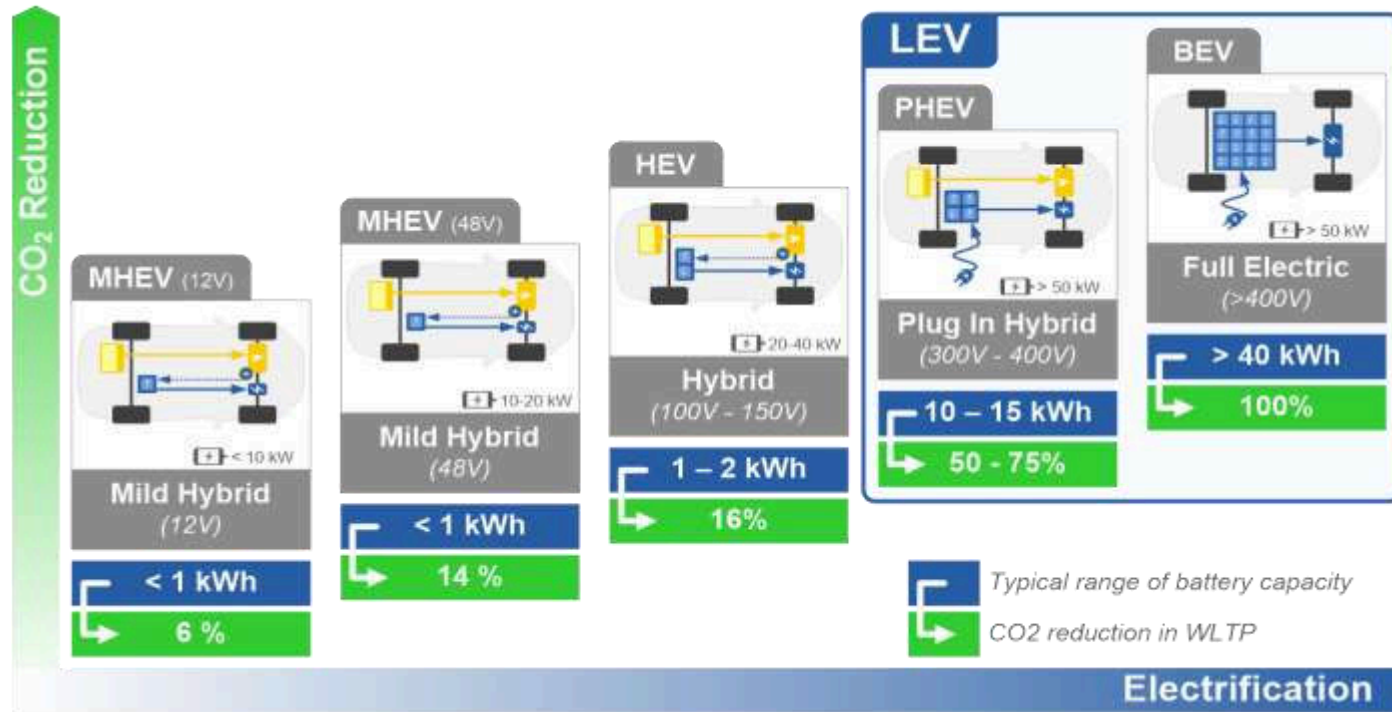 CO₂ Reduction
MHEV (12V)
< 10 kW
Mild Hybrid
(12V)
< 1 kWh
6 %
MHEV (48V)
10-20 kW
Mild Hybrid
(48V)
< 1 kWh
14 %
HEV
20-40 kW
Hybrid
(100V - 150V)
1 – 2 kWh
16%
LEV
PHEV
> 50 kW
Plug In Hybrid
(300V - 400V)
10 – 15 kWh
50 - 75%
BEV
> 50 kW
Full Electric
(>400V)
> 40 kWh
100%
Typical range of battery capacity
CO2 reduction in WLTP
Electrification